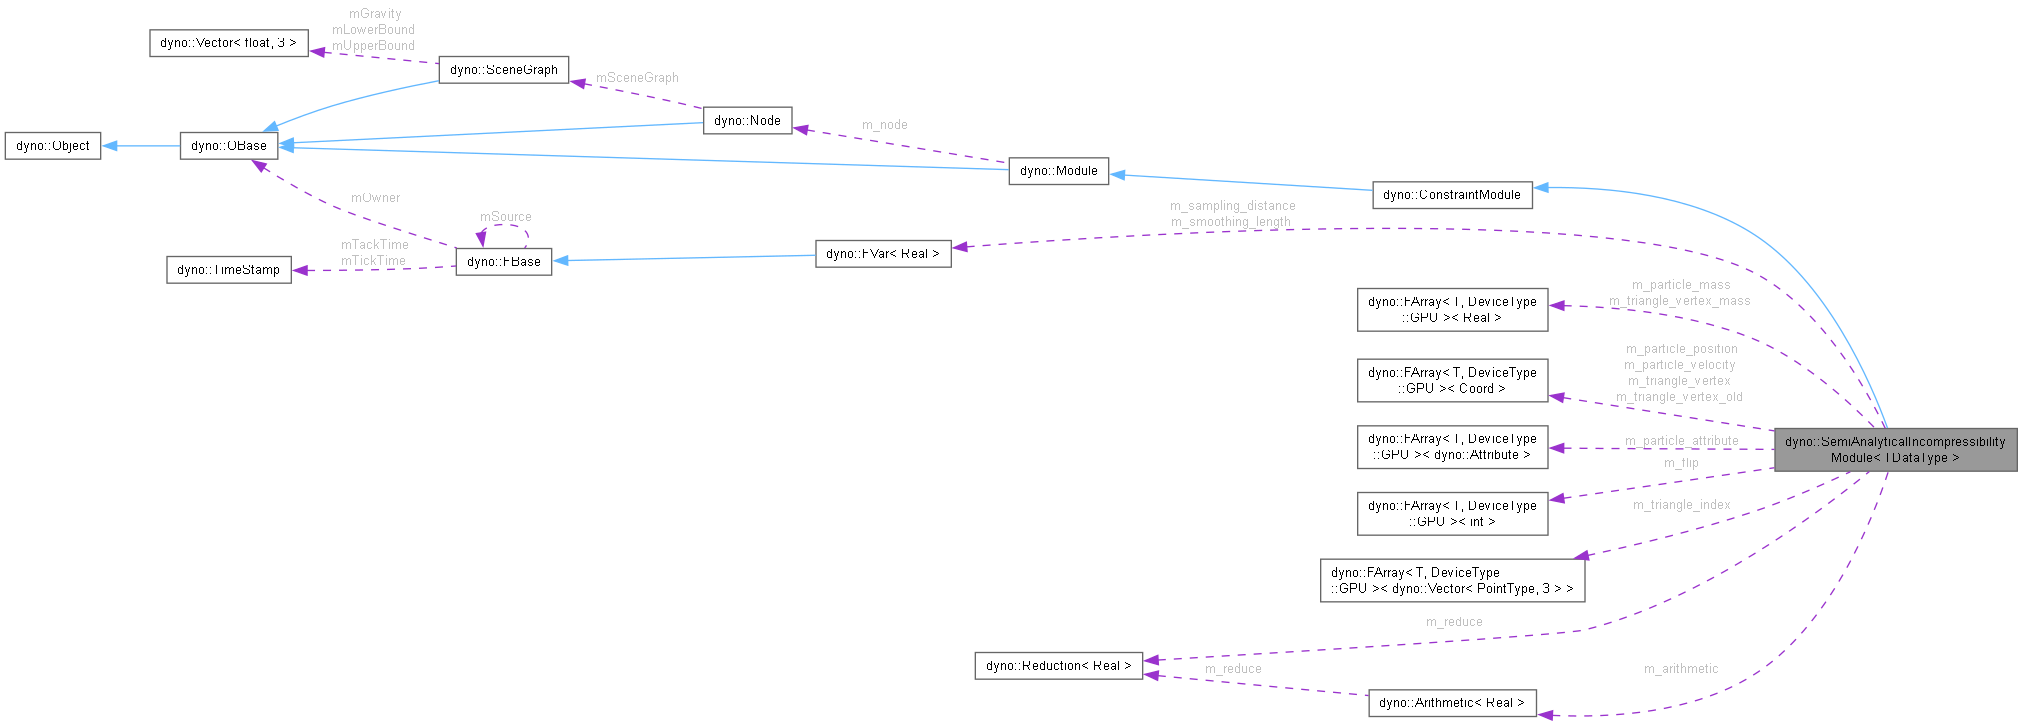 mGravity
mLowerBound
mUpperBound
dyno::Vector< float, 3 >
dyno::SceneGraph
mSceneGraph
dyno::Node
m_node
dyno::Object
dyno::OBase
dyno::Module
dyno::ConstraintModule
mOwner
mSource
m_sampling_distance
m_smoothing_length
mTackTime
mTickTime
dyno::TimeStamp
dyno::FBase
dyno::FVar< Real >
dyno::FArray< T, DeviceType
::GPU >< Real >
m_particle_mass
m_triangle_vertex_mass
dyno::FArray< T, DeviceType
::GPU >< Coord >
m_particle_position
m_particle_velocity
m_triangle_vertex
m_triangle_vertex_old
dyno::FArray< T, DeviceType
::GPU >< dyno::Attribute >
m_particle_attribute
dyno::SemiAnalyticalIncompressibility
Module< TDataType >
m_flip
dyno::FArray< T, DeviceType
::GPU >< int >
m_triangle_index
dyno::FArray< T, DeviceType
::GPU >< dyno::Vector< PointType, 3 > >
m_reduce
dyno::Reduction< Real >
m_reduce
m_arithmetic
dyno::Arithmetic< Real >